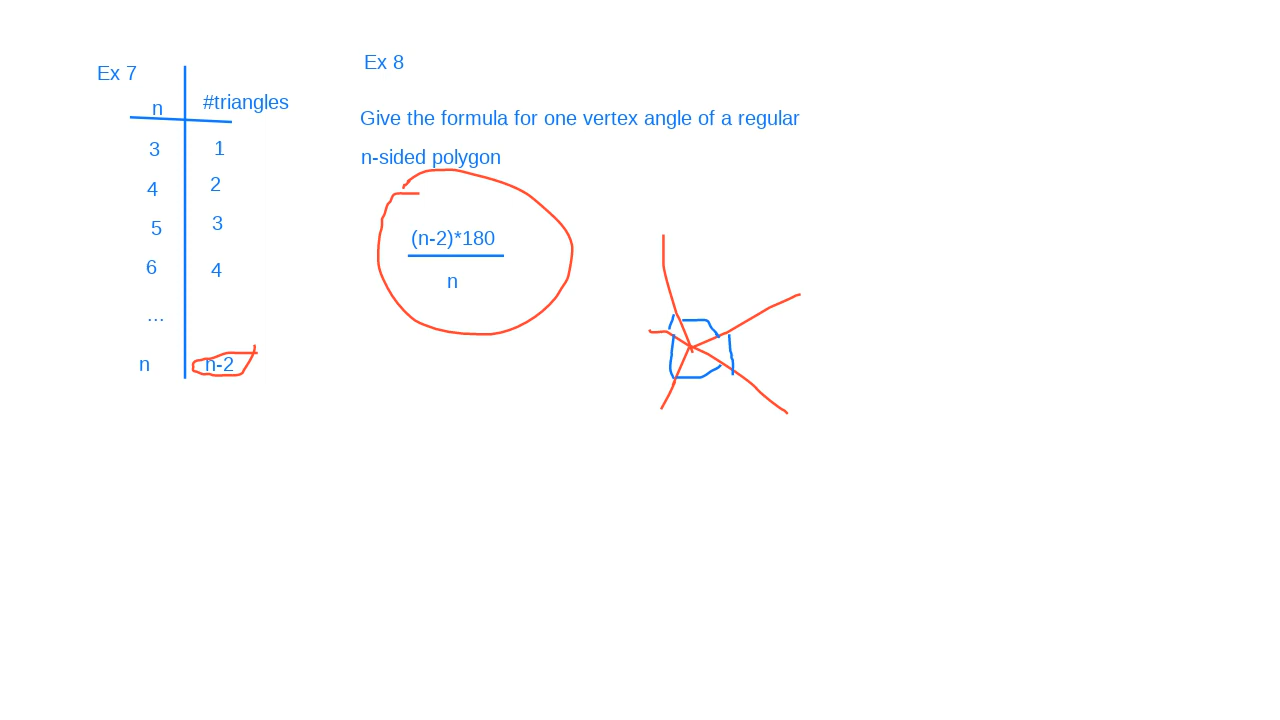 Ex 7
n #triangles
3 1
4 2
5 3
6 4
...
n n-2
Ex 8
Give the formula for one vertex angle of a regular
n-sided polygon
(n-2)*180
n